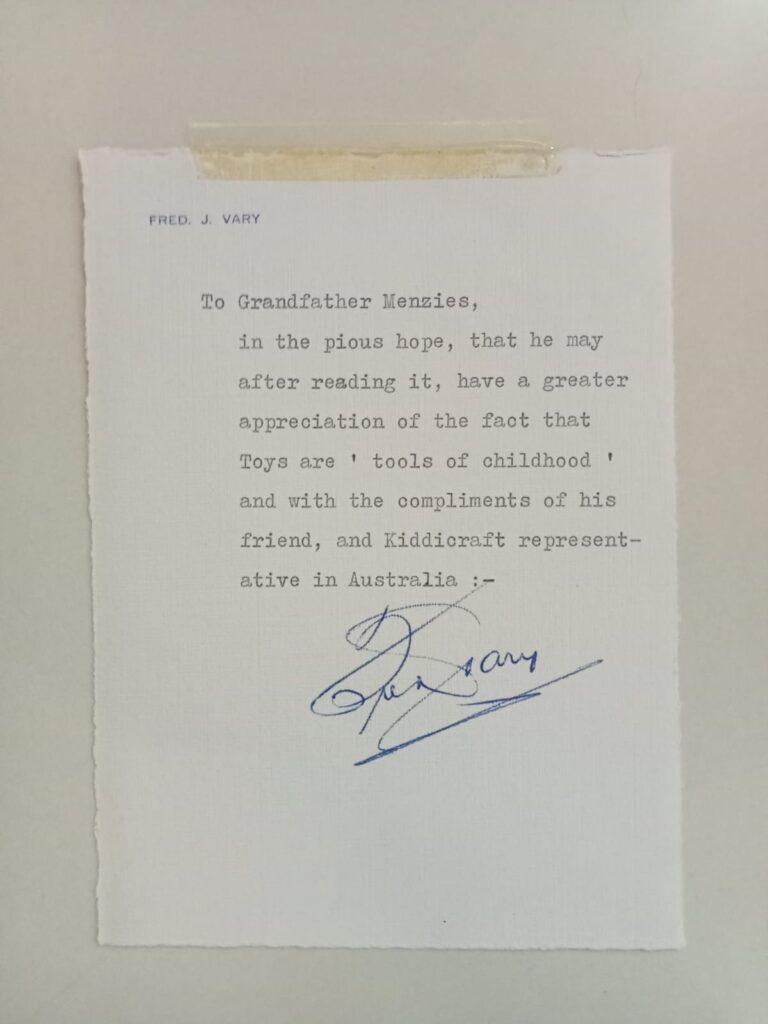 FRED. J. VARY
To Grandfather Menzies,
in the pious hope, that he may
after reading it, have a greater
appreciation of the fact that
Toys are ' tools of childhood '
and with the compliments of his
friend, and Kiddicraft represent-
ative in Australia :-
Fred J Vary